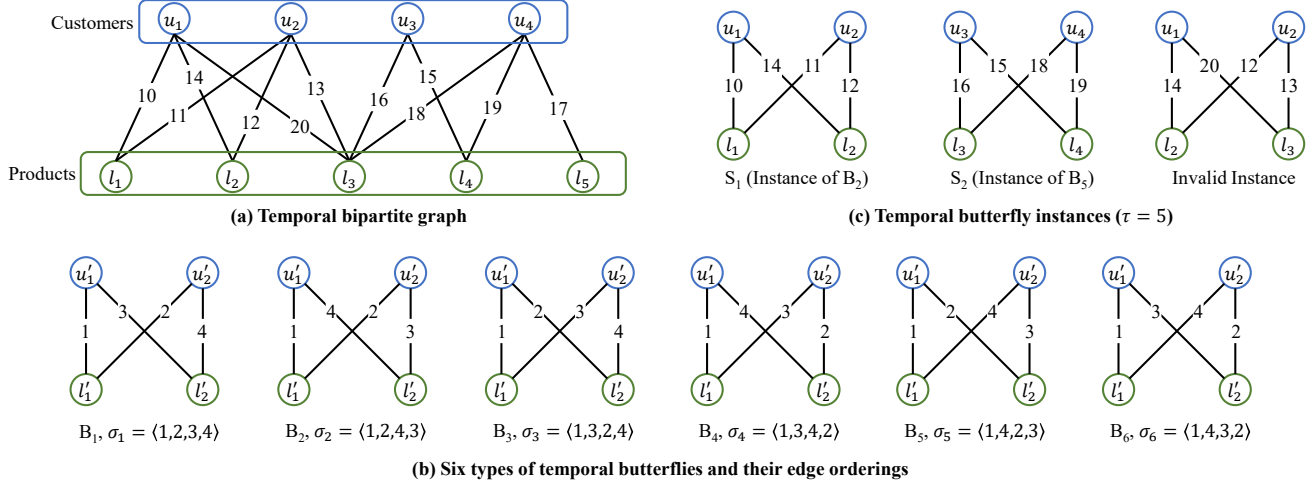 Customers
u₁ u₂ u₃ u₄
10 14 11 12 13 20 16 15 18 19 17
Products
l₁ l₂ l₃ l₄ l₅
(a) Temporal bipartite graph
u₁ u₂
14 11
10 12
l₁ l₂
S₁ (Instance of B₂)
u₃ u₄
15 18
16 19
l₃ l₄
S₂ (Instance of B₅)
u₁ u₂
20 12
14 13
l₂ l₃
Invalid Instance
(c) Temporal butterfly instances (τ = 5)
u′₁ u′₂
3 2
1 4
l′₁ l′₂
B₁, σ₁ = ⟨1,2,3,4⟩
u′₁ u′₂
4 2
1 3
l′₁ l′₂
B₂, σ₂ = ⟨1,2,4,3⟩
u′₁ u′₂
2 3
1 4
l′₁ l′₂
B₃, σ₃ = ⟨1,3,2,4⟩
u′₁ u′₂
4 3
1 2
l′₁ l′₂
B₄, σ₄ = ⟨1,3,4,2⟩
u′₁ u′₂
2 4
1 3
l′₁ l′₂
B₅, σ₅ = ⟨1,4,2,3⟩
u′₁ u′₂
3 4
1 2
l′₁ l′₂
B₆, σ₆ = ⟨1,4,3,2⟩
(b) Six types of temporal butterflies and their edge orderings